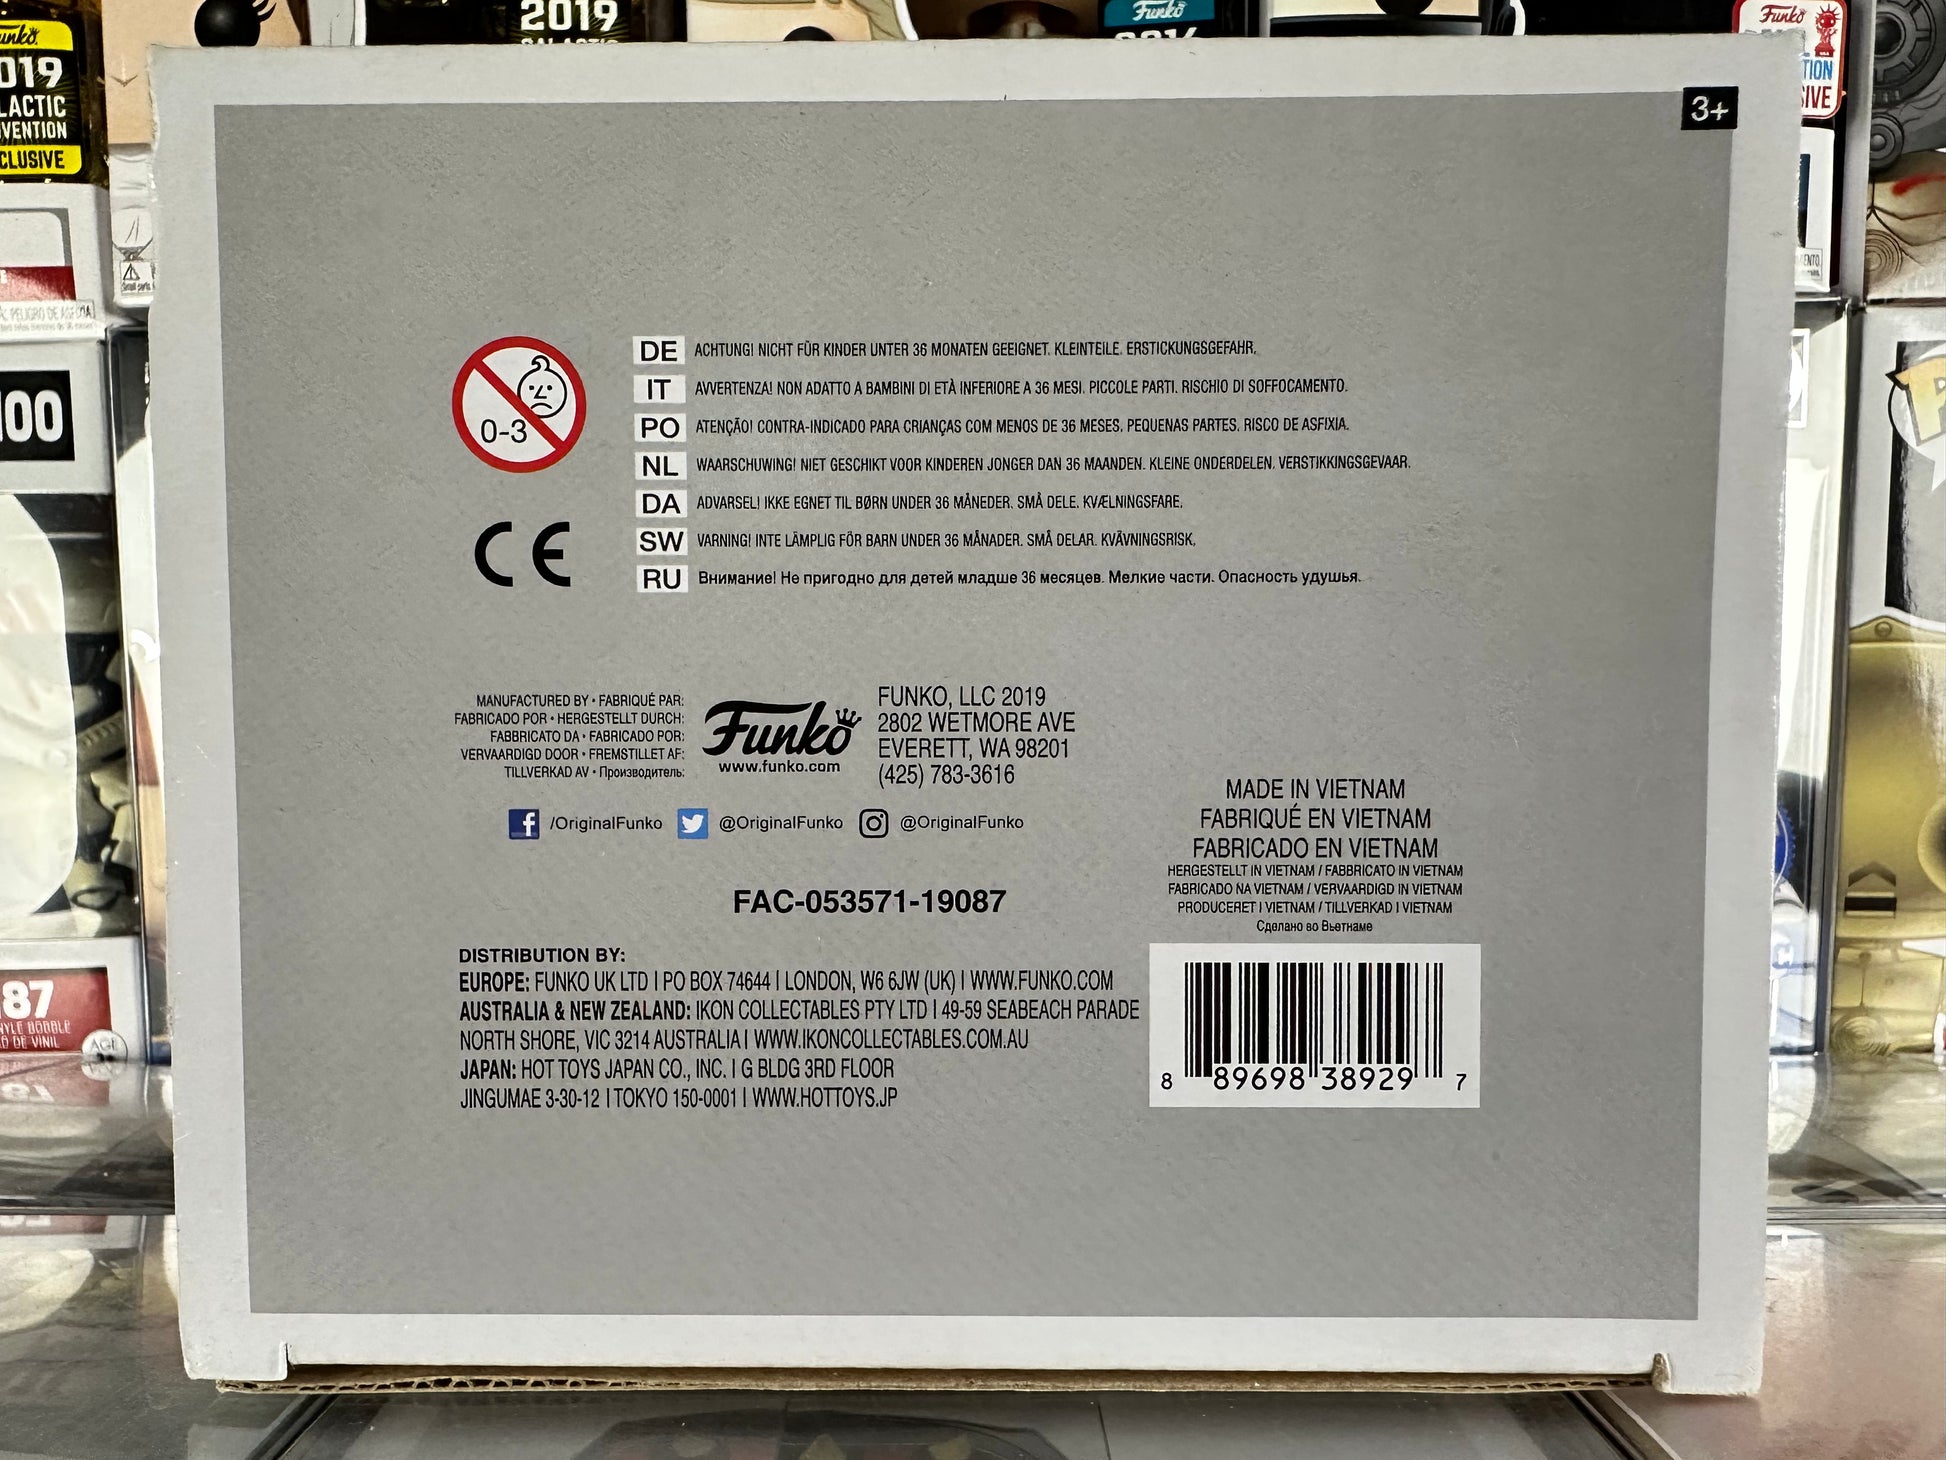 Funko
2019
2019
LACTIC
VENTION
CLUSIVE
Funko
TION
SIVE
3+
0-3
CE
DE ACHTUNG! NICHT FÜR KINDER UNTER 36 MONATEN GEEIGNET. KLEINTEILE. ERSTICKUNGSGEFAHR.
IT AVVERTENZA! NON ADATTO A BAMBINI DI ETÀ INFERIORE A 36 MESI. PICCOLE PARTI. RISCHIO DI SOFFOCAMENTO.
PO ATENÇÃO! CONTRA-INDICADO PARA CRIANÇAS COM MENOS DE 36 MESES. PEQUENAS PARTES. RISCO DE ASFIXIA.
NL WAARSCHUWING! NIET GESCHIKT VOOR KINDEREN JONGER DAN 36 MAANDEN. KLEINE ONDERDELEN. VERSTIKKINGSGEVAAR.
DA ADVARSEL! IKKE EGNET TIL BØRN UNDER 36 MÅNEDER. SMÅ DELE. KVÆLNINGSFARE.
SW VARNING! INTE LÄMPLIG FÖR BARN UNDER 36 MÅNADER. SMÅ DELAR. KVÄVNINGSRISK.
RU Внимание! Не пригодно для детей младше 36 месяцев. Мелкие части. Опасность удушья.
MANUFACTURED BY • FABRIQUÉ PAR:
FABRICADO POR • HERGESTELLT DURCH:
FABBRICATO DA • FABRICADO POR:
VERVAARDIGD DOOR • FREMSTILLET AF:
TILLVERKAD AV • Производитель:
Funko
www.funko.com
FUNKO, LLC 2019
2802 WETMORE AVE
EVERETT, WA 98201
(425) 783-3616
/OriginalFunko @OriginalFunko @OriginalFunko
MADE IN VIETNAM
FABRIQUÉ EN VIETNAM
FABRICADO EN VIETNAM
HERGESTELLT IN VIETNAM / FABBRICATO IN VIETNAM
FABRICADO NA VIETNAM / VERVAARDIGD IN VIETNAM
PRODUCERET I VIETNAM / TILLVERKAD I VIETNAM
Сделано во Вьетнаме
FAC-053571-19087
DISTRIBUTION BY:
EUROPE: FUNKO UK LTD | PO BOX 74644 | LONDON, W6 6JW (UK) | WWW.FUNKO.COM
AUSTRALIA & NEW ZEALAND: IKON COLLECTABLES PTY LTD | 49-59 SEABEACH PARADE
NORTH SHORE, VIC 3214 AUSTRALIA | WWW.IKONCOLLECTABLES.COM.AU
JAPAN: HOT TOYS JAPAN CO., INC. | G BLDG 3RD FLOOR
JINGUMAE 3-30-12 | TOKYO 150-0001 | WWW.HOTTOYS.JP
8 89698 38929 7
100
87
AGE